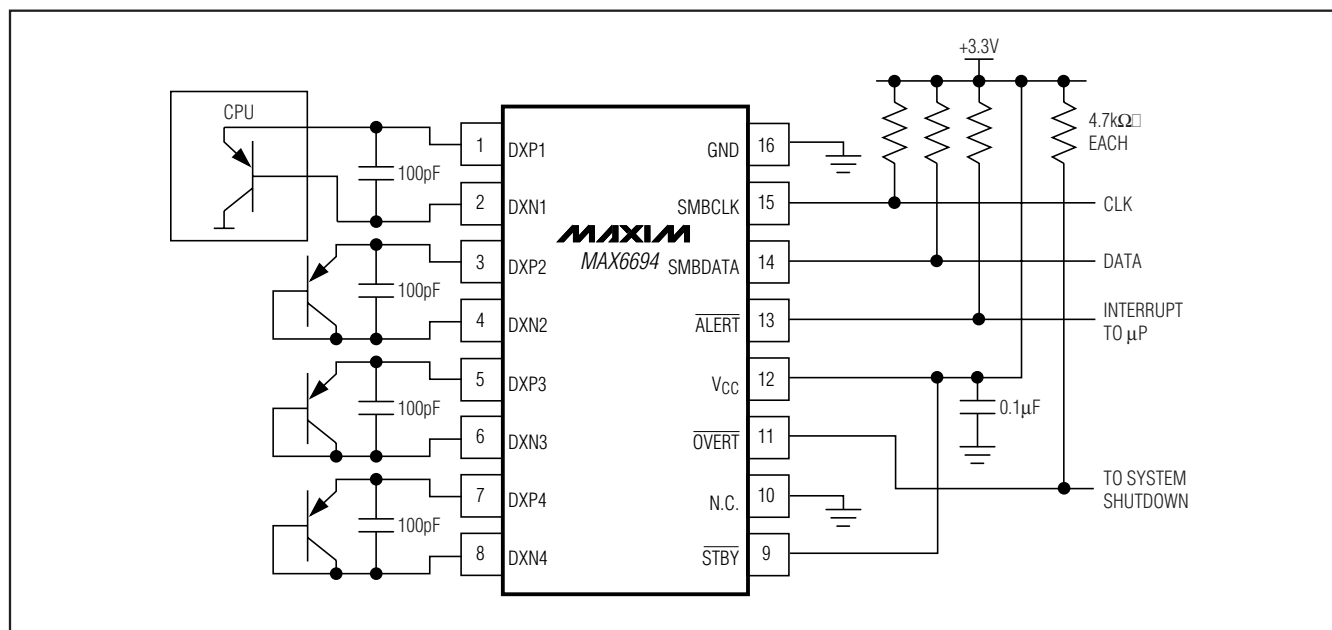 +3.3V
CPU
4.7kΩ
EACH
1 DXP1
GND 16
100pF
2 DXN1
SMBCLK 15
CLK
MAXIM
MAX6694
3 DXP2
SMBDATA 14
DATA
100pF
4 DXN2
ALERT 13
INTERRUPT
TO µP
5 DXP3
VCC 12
100pF
0.1µF
6 DXN3
OVERT 11
7 DXP4
N.C. 10
TO SYSTEM
SHUTDOWN
100pF
8 DXN4
STBY 9